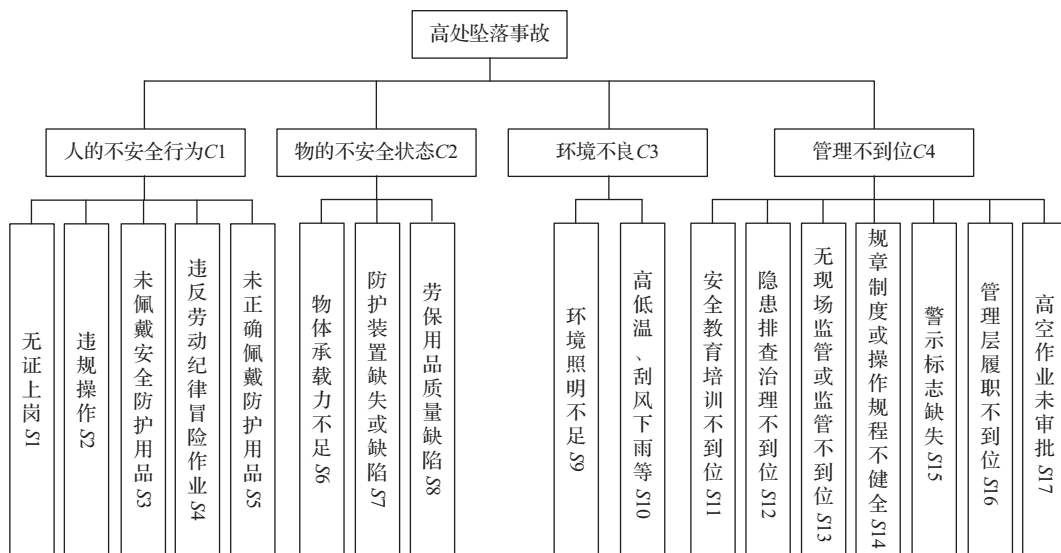 高处坠落事故
人的不安全行为C1
物的不安全状态C2
环境不良C3
管理不到位C4
无证上岗S1
违规操作S2
未佩戴安全防护用品S3
违反劳动纪律冒险作业S4
未正确佩戴防护用品S5
物体承载力不足S6
防护装置缺失或缺陷S7
劳保用品质量缺陷S8
环境照明不足S9
高低温、刮风下雨等S10
安全教育培训不到位S11
隐患排查治理不到位S12
无现场监管或监管不到位S13
规章制度或操作规程不健全S14
警示标志缺失S15
管理层履职不到位S16
高空作业未审批S17